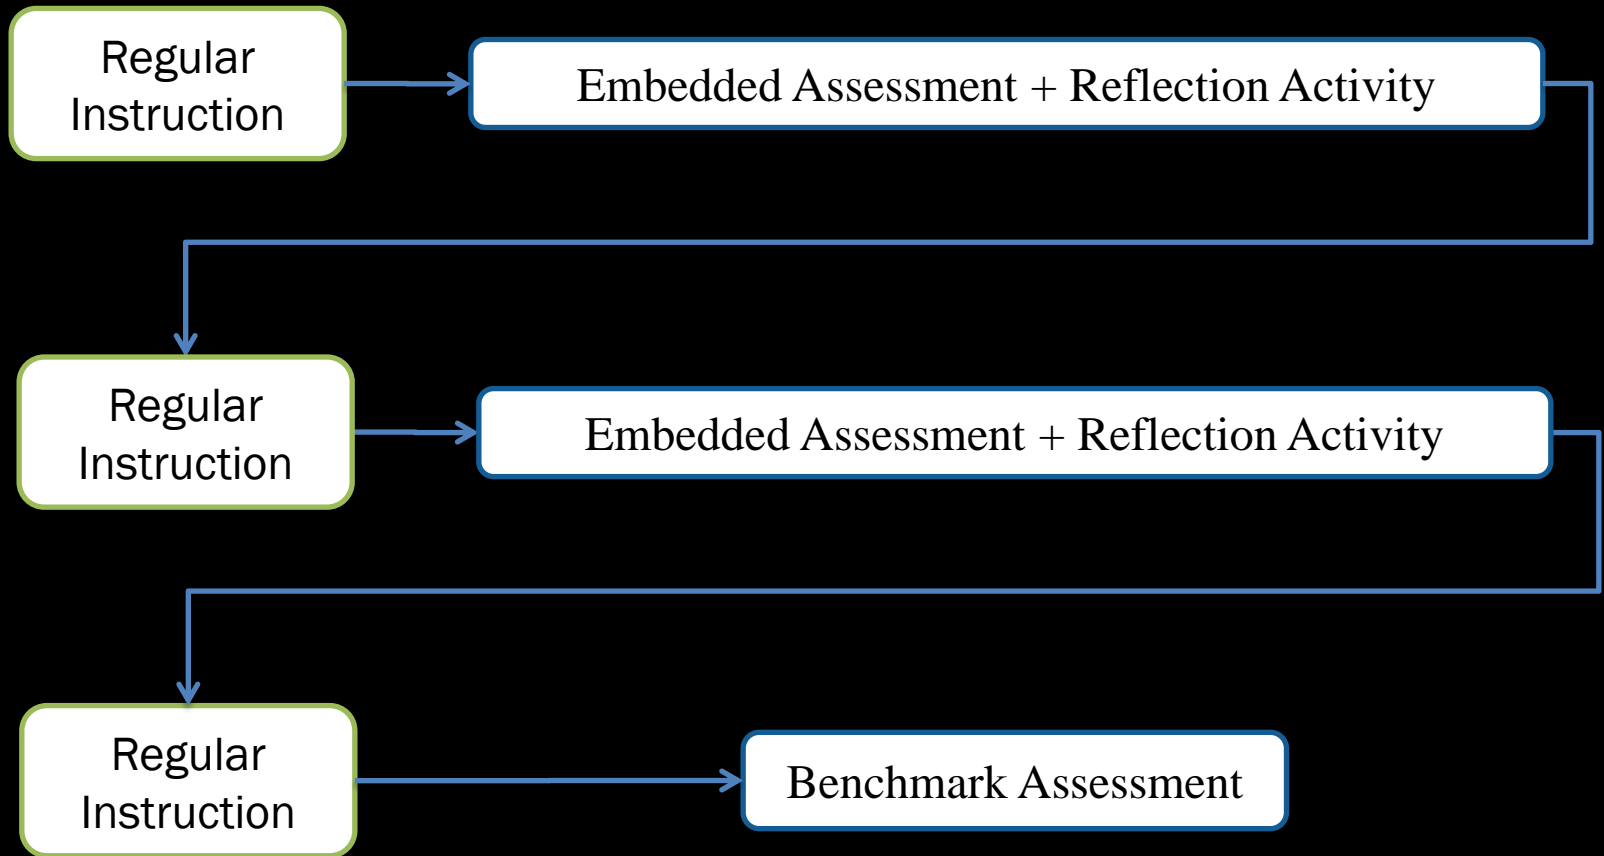 Regular
Instruction
Embedded Assessment + Reflection Activity
Regular
Instruction
Embedded Assessment + Reflection Activity
Regular
Instruction
Benchmark Assessment